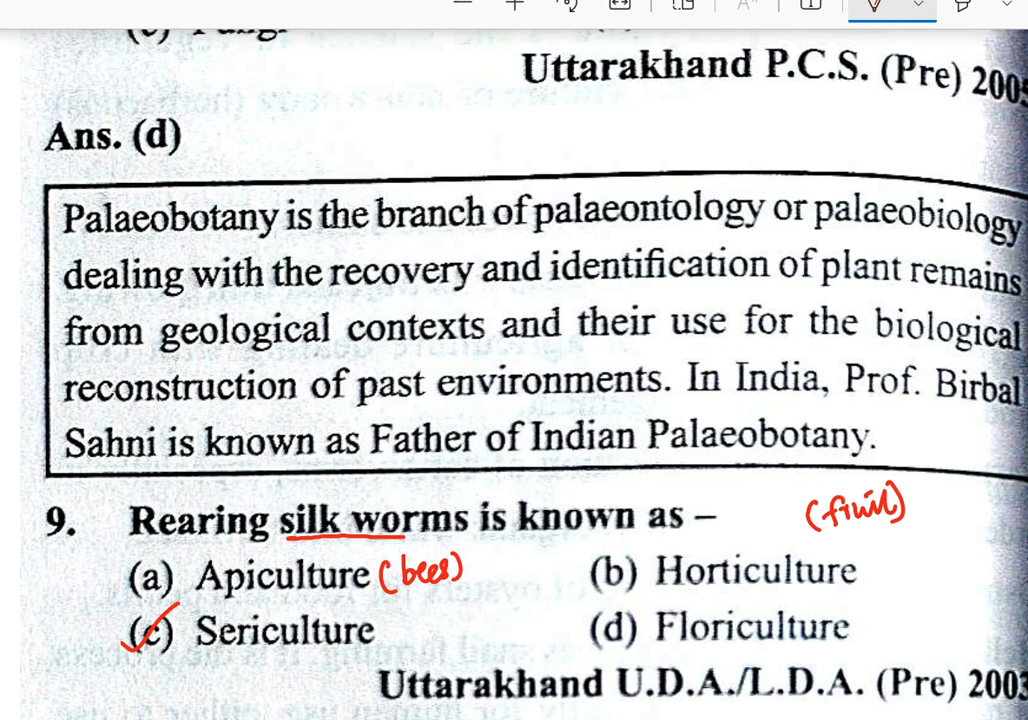 Uttarakhand P.C.S. (Pre) 2005
Ans. (d)
Palaeobotany is the branch of palaeontology or palaeobiology
dealing with the recovery and identification of plant remains
from geological contexts and their use for the biological
reconstruction of past environments. In India, Prof. Birbal
Sahni is known as Father of Indian Palaeobotany.
9. Rearing silk worms is known as –
(a) Apiculture (bees) (b) Horticulture
(c) Sericulture (d) Floriculture
Uttarakhand U.D.A./L.D.A. (Pre) 2003